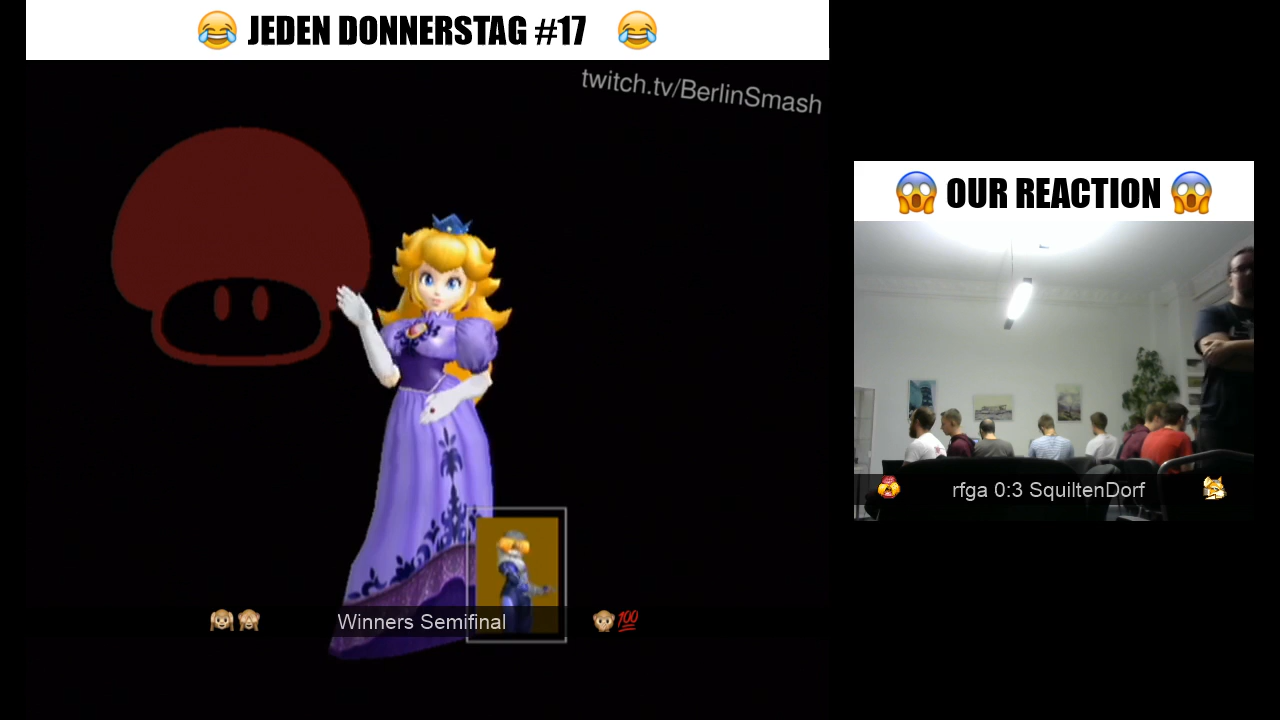 😂 JEDEN DONNERSTAG #17 😂
twitch.tv/BerlinSmash
😱 OUR REACTION 😱
rfga 0:3 SquiltenDorf
Winners Semifinal
💯